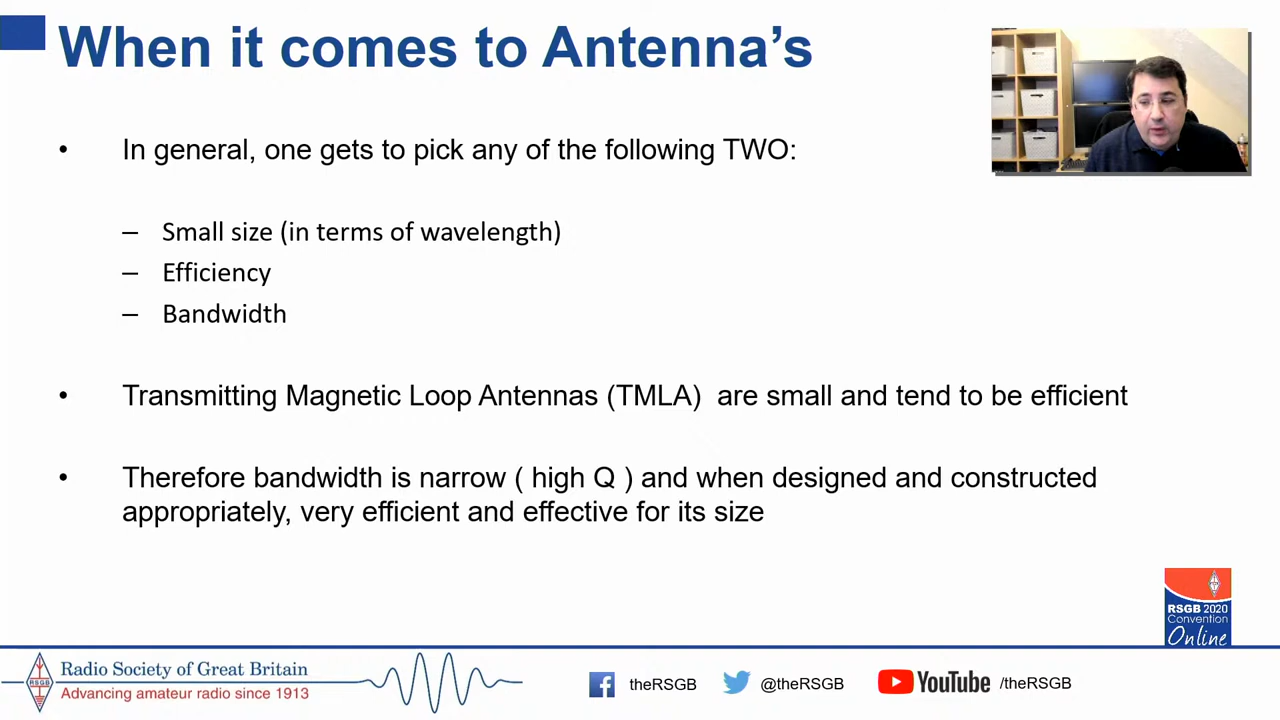 When it comes to Antenna’s
• In general, one gets to pick any of the following TWO:
– Small size (in terms of wavelength)
– Efficiency
– Bandwidth
• Transmitting Magnetic Loop Antennas (TMLA) are small and tend to be efficient
• Therefore bandwidth is narrow ( high Q ) and when designed and constructed
appropriately, very efficient and effective for its size
RSGB 2020
Convention
Online
RSGB
Radio Society of Great Britain
Advancing amateur radio since 1913
theRSGB
@theRSGB
YouTube /theRSGB